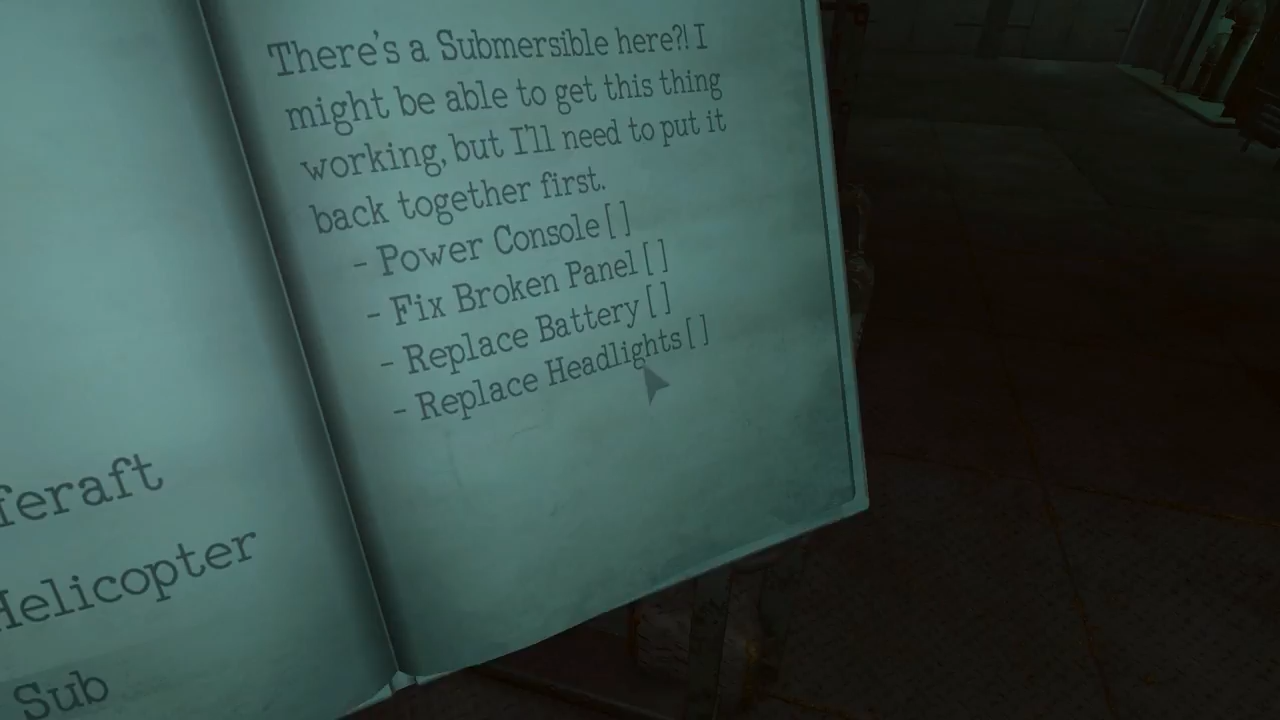 There's a Submersible here?! I
might be able to get this thing
working, but I'll need to put it
back together first.
- Power Console [ ]
- Fix Broken Panel [ ]
- Replace Battery [ ]
- Replace Headlights [ ]
feraft
Helicopter
Sub